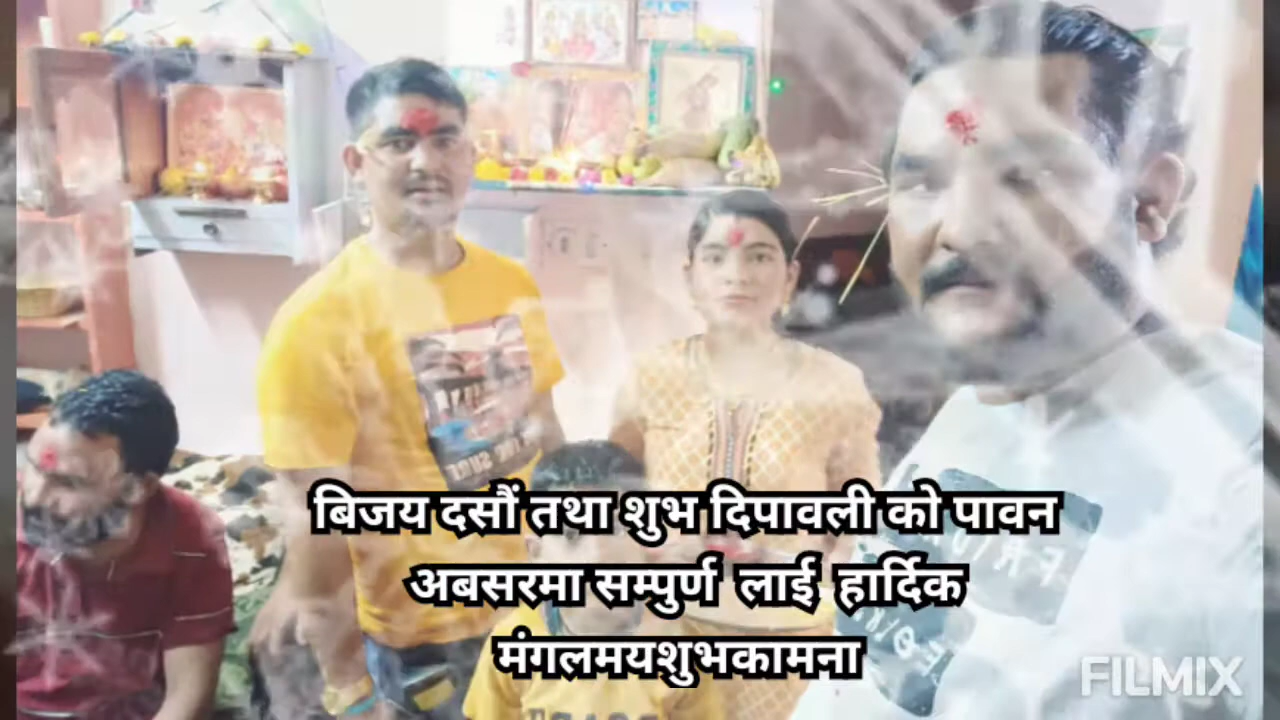 बिजय दसौं तथा शुभ दिपावली को पावन
अबसरमा सम्पुर्ण लाई हार्दिक
मंगलमयशुभकामना
FILMIX